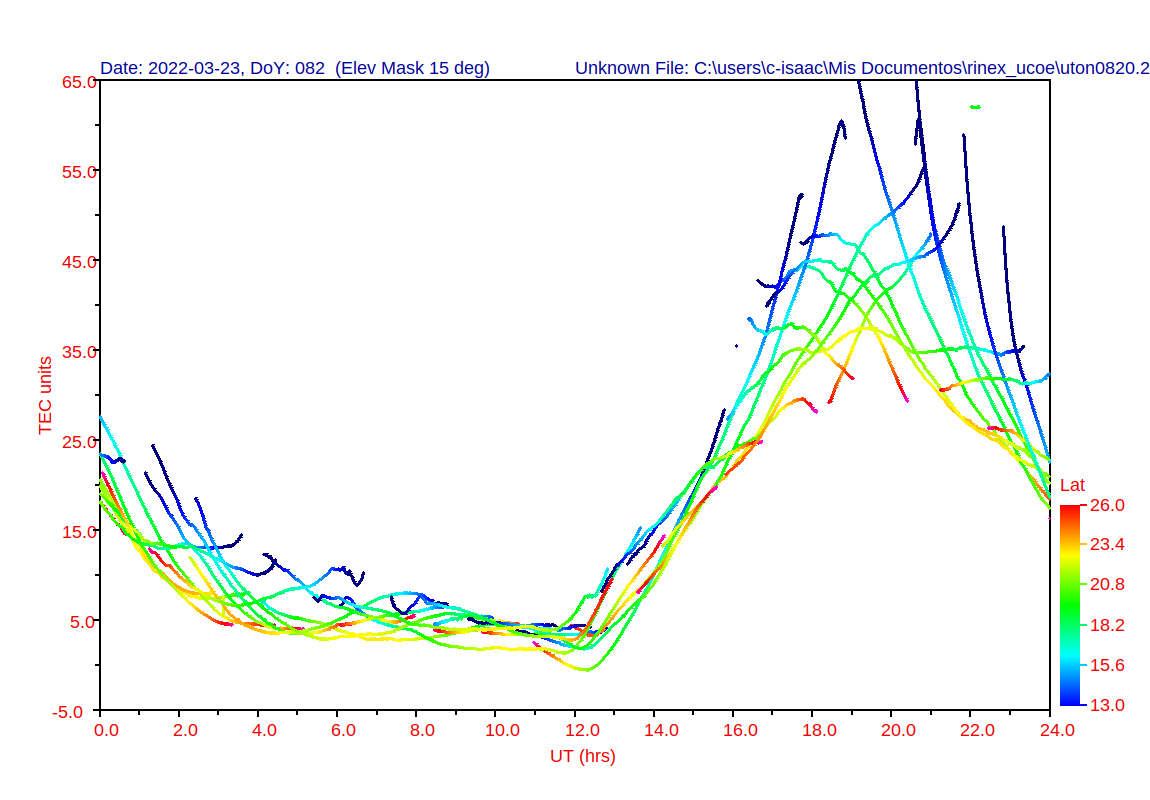 Date: 2022-03-23, DoY: 082  (Elev Mask 15 deg)
Unknown File: C:\users\c-isaac\Mis Documentos\rinex_ucoe\uton0820.2
65.0
55.0
45.0
35.0
25.0
15.0
5.0
-5.0
TEC units
0.0 2.0 4.0 6.0 8.0 10.0 12.0 14.0 16.0 18.0 20.0 22.0 24.0
UT (hrs)
Lat
26.0
23.4
20.8
18.2
15.6
13.0